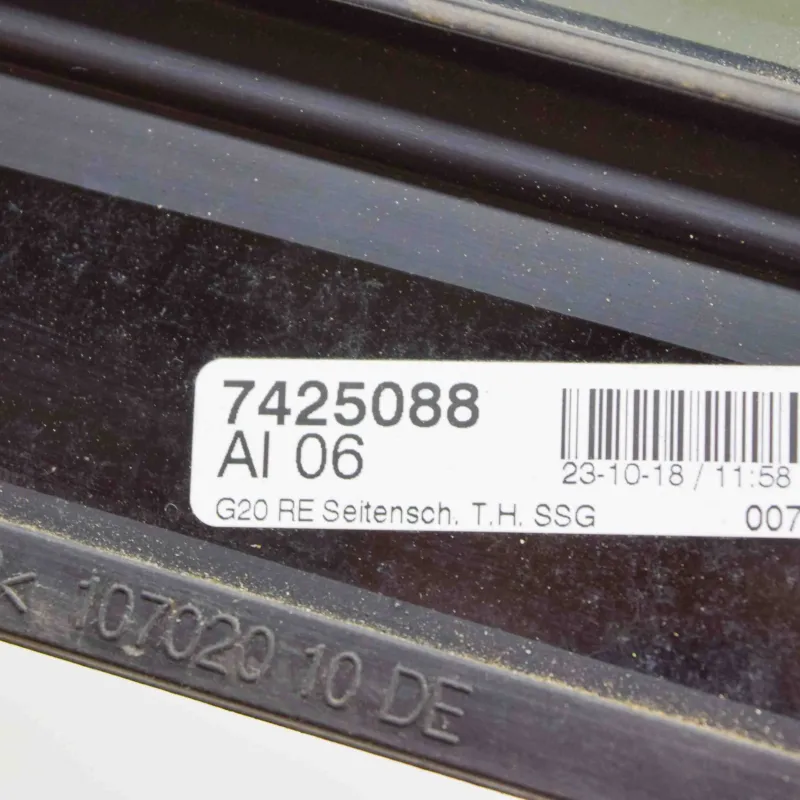 7425088
AI 06
23-10-18 / 11:58
G20 RE Seitensch. T.H. SSG
007
< 107020 10 DE